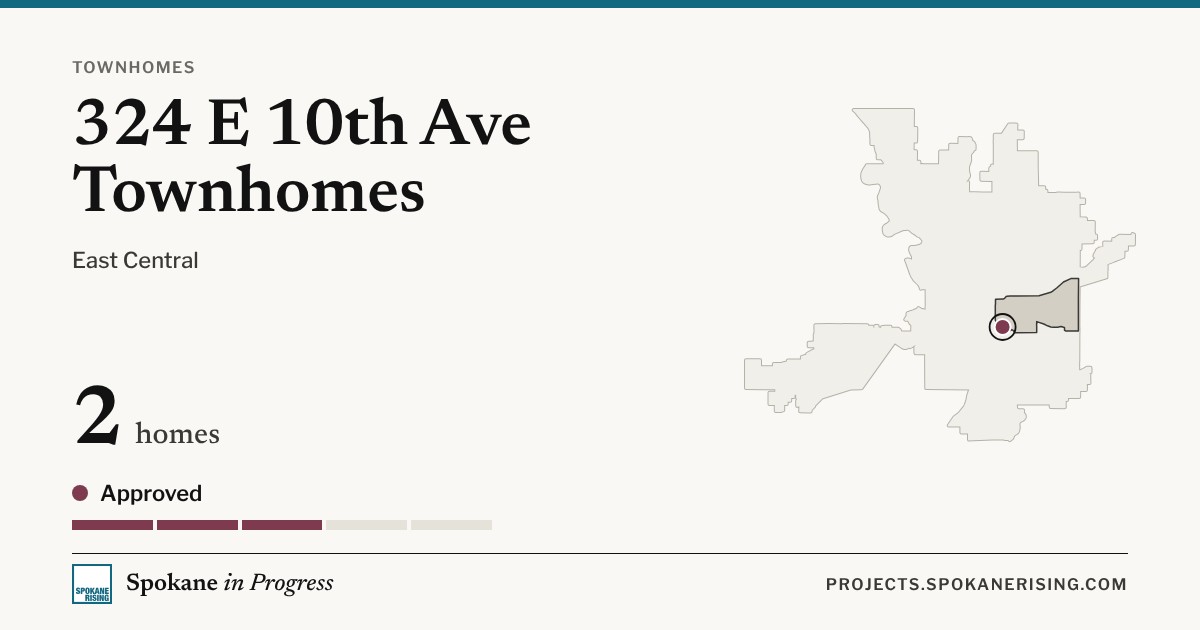 TOWNHOMES
324 E 10th Ave
Townhomes
East Central
2 homes
Approved
SPOKANE
RISING
Spokane in Progress
PROJECTS.SPOKANERISING.COM